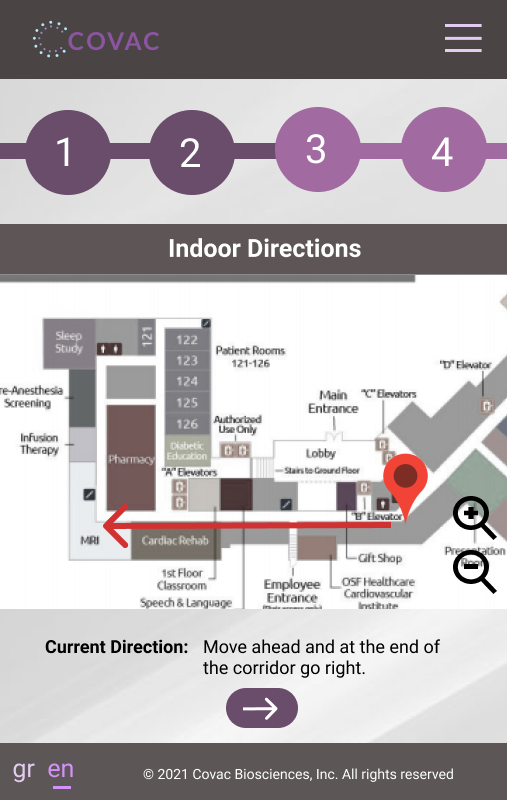 COVAC
1 2 3 4
Indoor Directions
Sleep
Study
121
122
123
124
125
126
Patient Rooms
121-126
"D" Elevator
re-Anesthesia
Screening
Main
Entrance
"C" Elevators
Infusion
Therapy
Authorized
Use Only
Diabetic
Education
Lobby
Pharmacy
"A" Elevators
Stairs to Ground Floor
"B" Elevator
MRI
Cardiac Rehab
Presentation
Room
Gift Shop
1st Floor
Classroom
Employee
Entrance
OSF Healthcare
Cardiovascular
Institute
Speech & Language
Current Direction: Move ahead and at the end of
the corridor go right.
gr en
© 2021 Covac Biosciences, Inc. All rights reserved